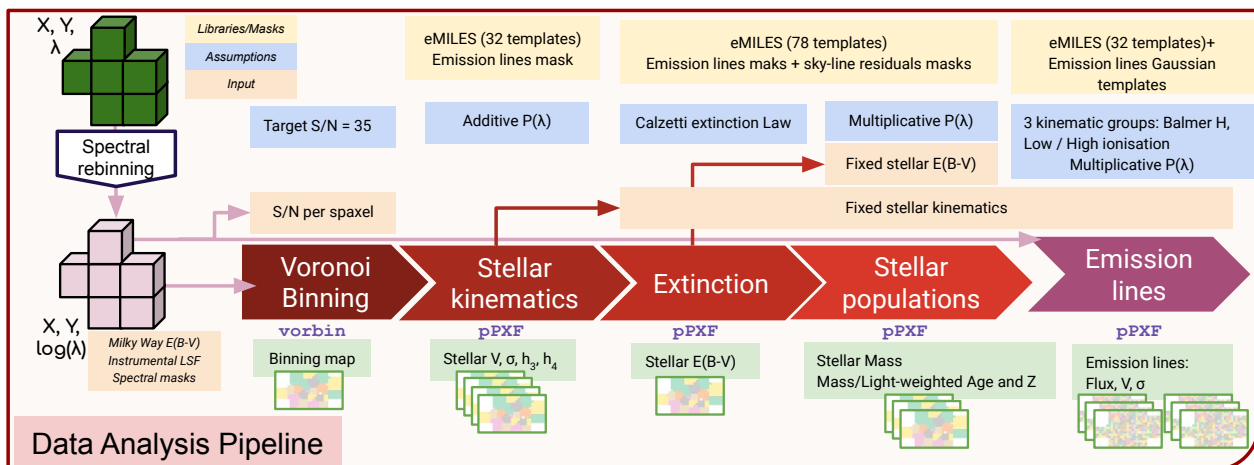 X, Y,
λ
Libraries/Masks
Assumptions
Input
eMILES (32 templates)
Emission lines mask
eMILES (78 templates)
Emission lines maks + sky-line residuals masks
eMILES (32 templates)+
Emission lines Gaussian
templates
Target S/N = 35
Additive P(λ)
Calzetti extinction Law
Multiplicative P(λ)
3 kinematic groups: Balmer H,
Low / High ionisation
Multiplicative P(λ)
Spectral
rebinning
Fixed stellar E(B-V)
S/N per spaxel
Fixed stellar kinematics
Voronoi
Binning
Stellar
kinematics
Extinction
Stellar
populations
Emission
lines
X, Y,
log(λ)
Milky Way E(B-V)
Instrumental LSF
Spectral masks
vorbin
pPXF
pPXF
pPXF
pPXF
Binning map
Stellar V, σ, h₃, h₄
Stellar E(B-V)
Stellar Mass
Mass/Light-weighted Age and Z
Emission lines:
Flux, V, σ
Data Analysis Pipeline